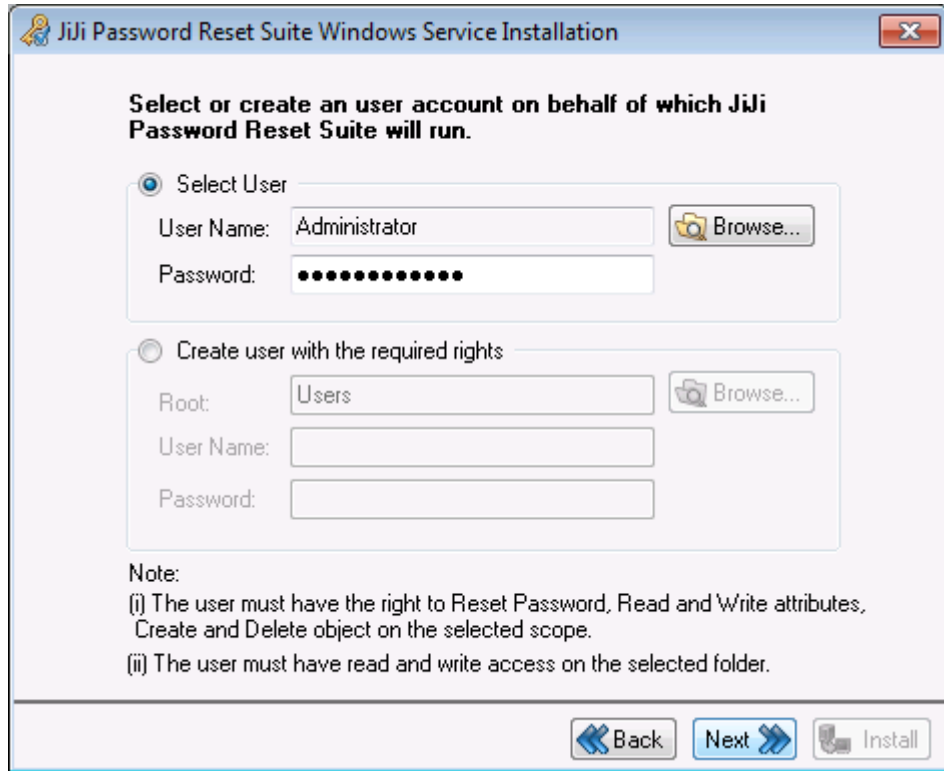 JiJi Password Reset Suite Windows Service Installation
Select or create an user account on behalf of which JiJi
Password Reset Suite will run.
Select User
User Name: Administrator Browse...
Password: ●●●●●●●●●●●●
Create user with the required rights
Root: Users Browse...
User Name:
Password:
Note:
(i) The user must have the right to Reset Password, Read and Write attributes,
Create and Delete object on the selected scope.
(ii) The user must have read and write access on the selected folder.
Back Next Install